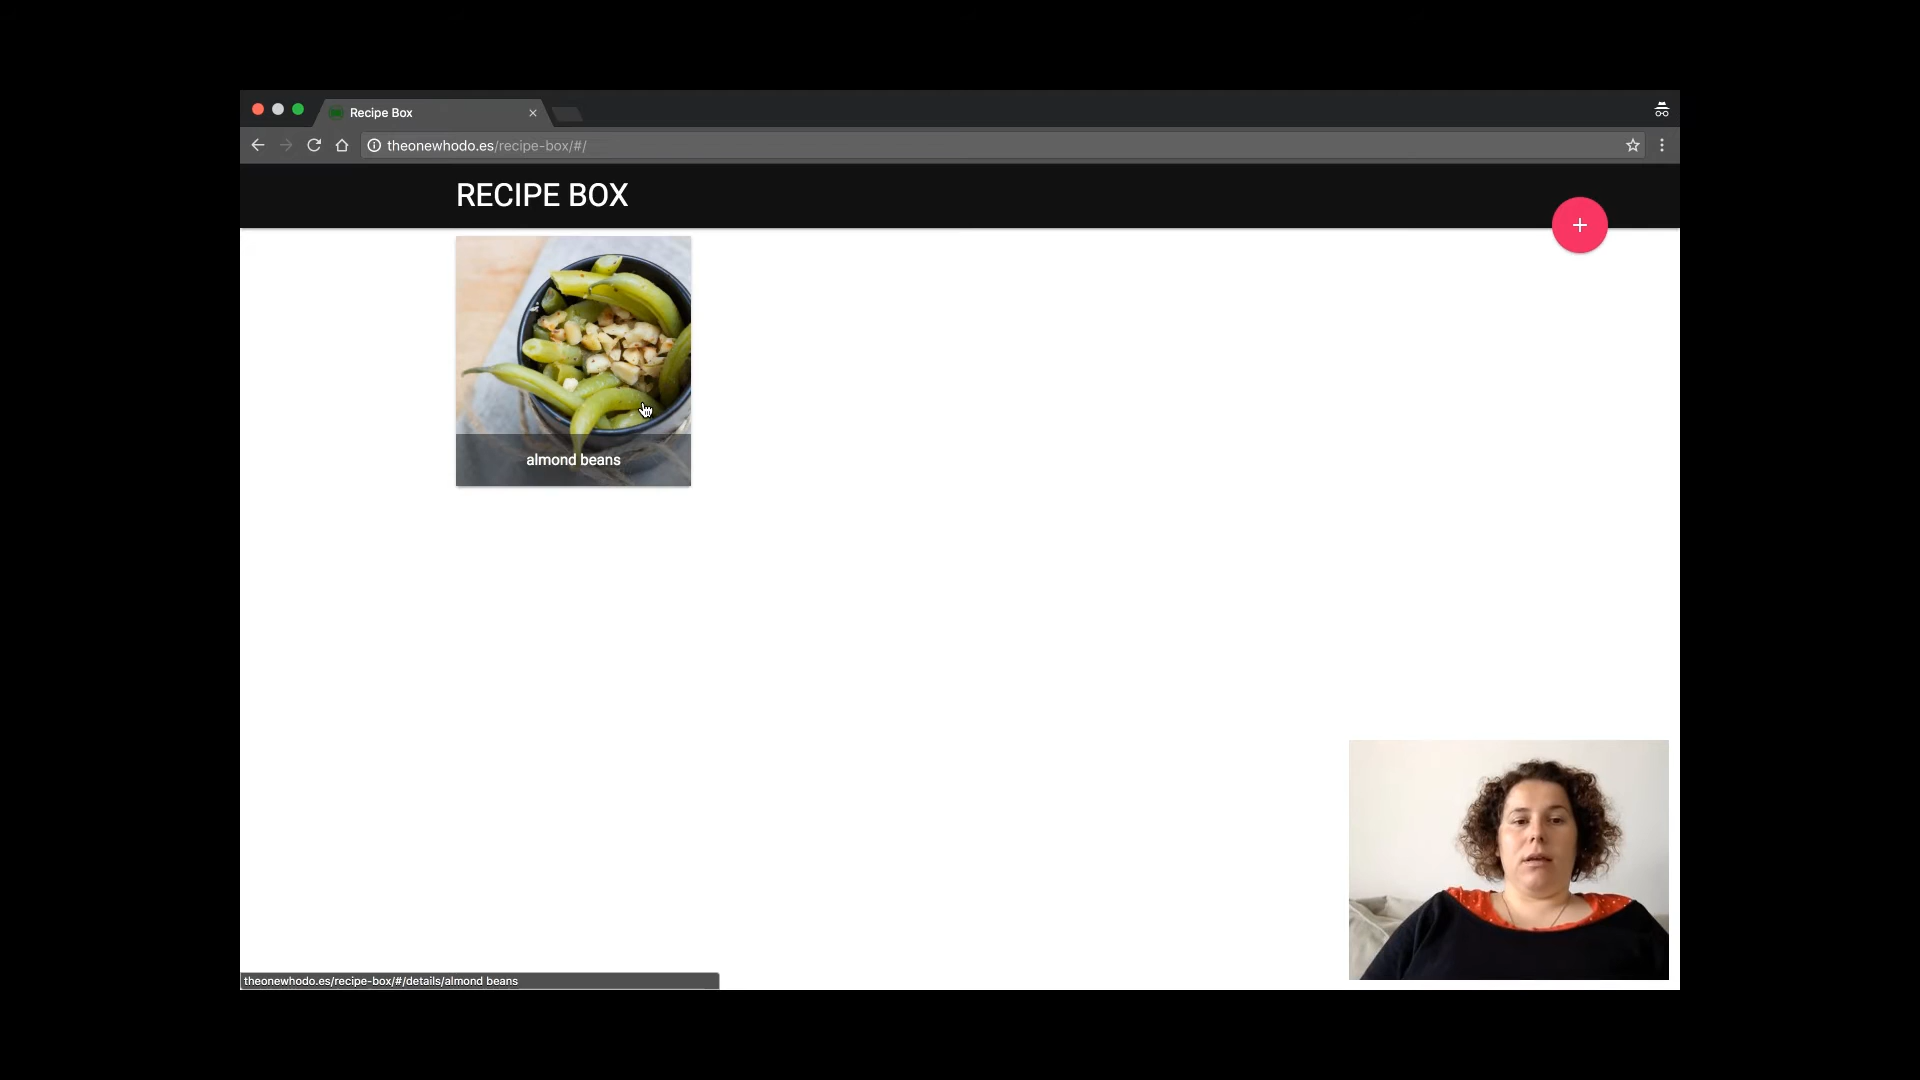 Recipe Box
theonewhodo.es/recipe-box/#/
RECIPE BOX
almond beans
theonewhodo.es/recipe-box/#/details/almond beans